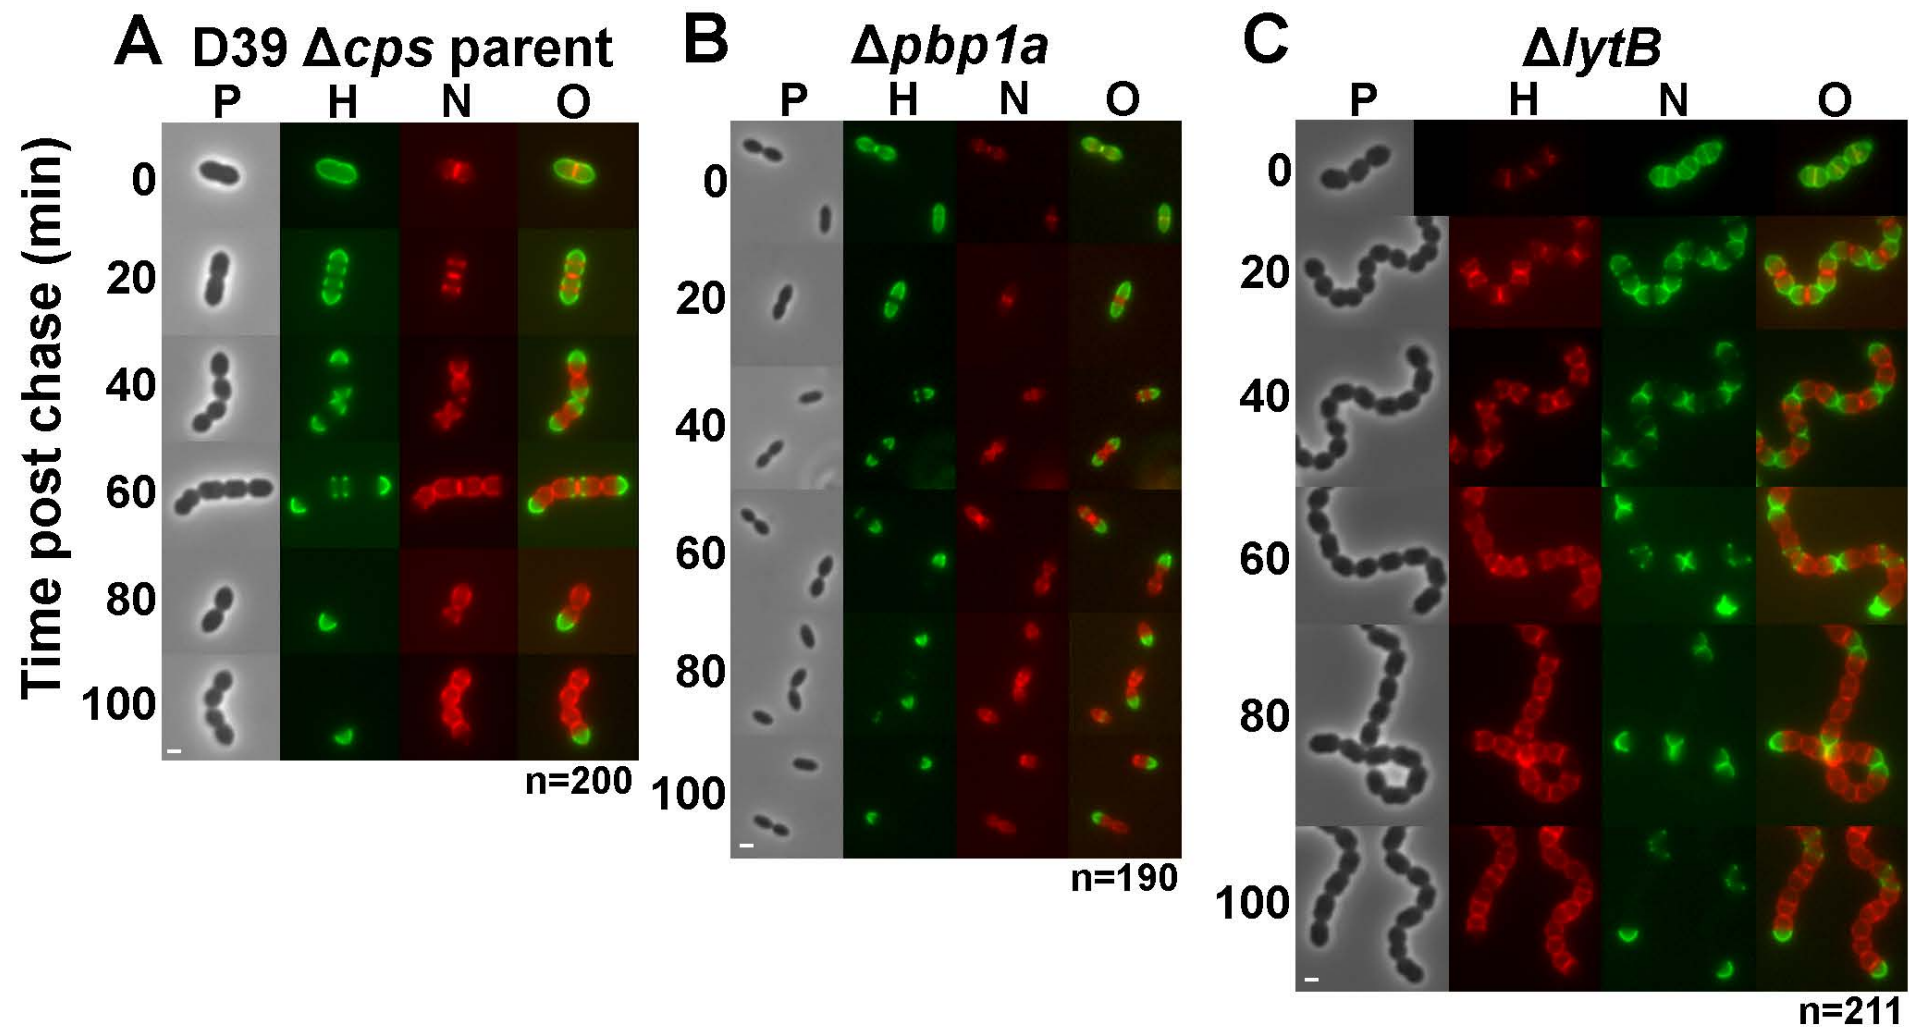 A D39 Δcps parent
P H N O
Time post chase (min)
0
20
40
60
80
100
n=200
B Δpbp1a
P H N O
0
20
40
60
80
100
n=190
C ΔlytB
P H N O
0
20
40
60
80
100
n=211